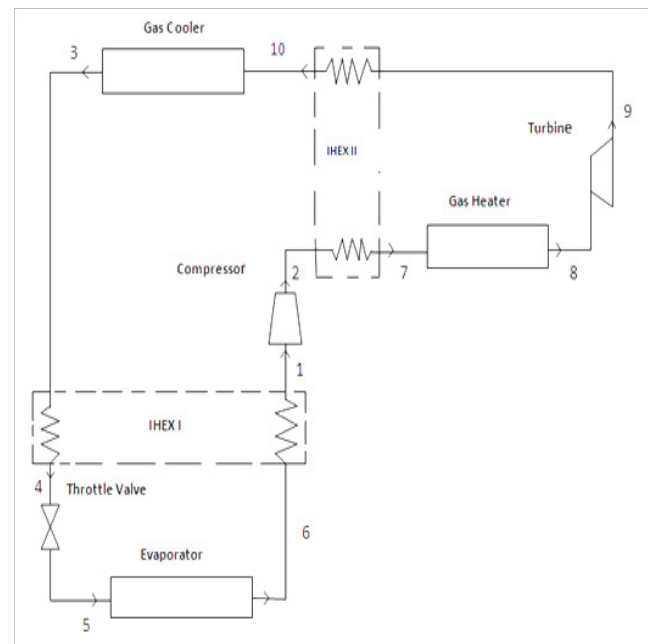 Gas Cooler
3
10
9
Turbine
IHEX II
Gas Heater
Compressor
2
7
8
1
IHEX I
4
Throttle Valve
6
Evaporator
5